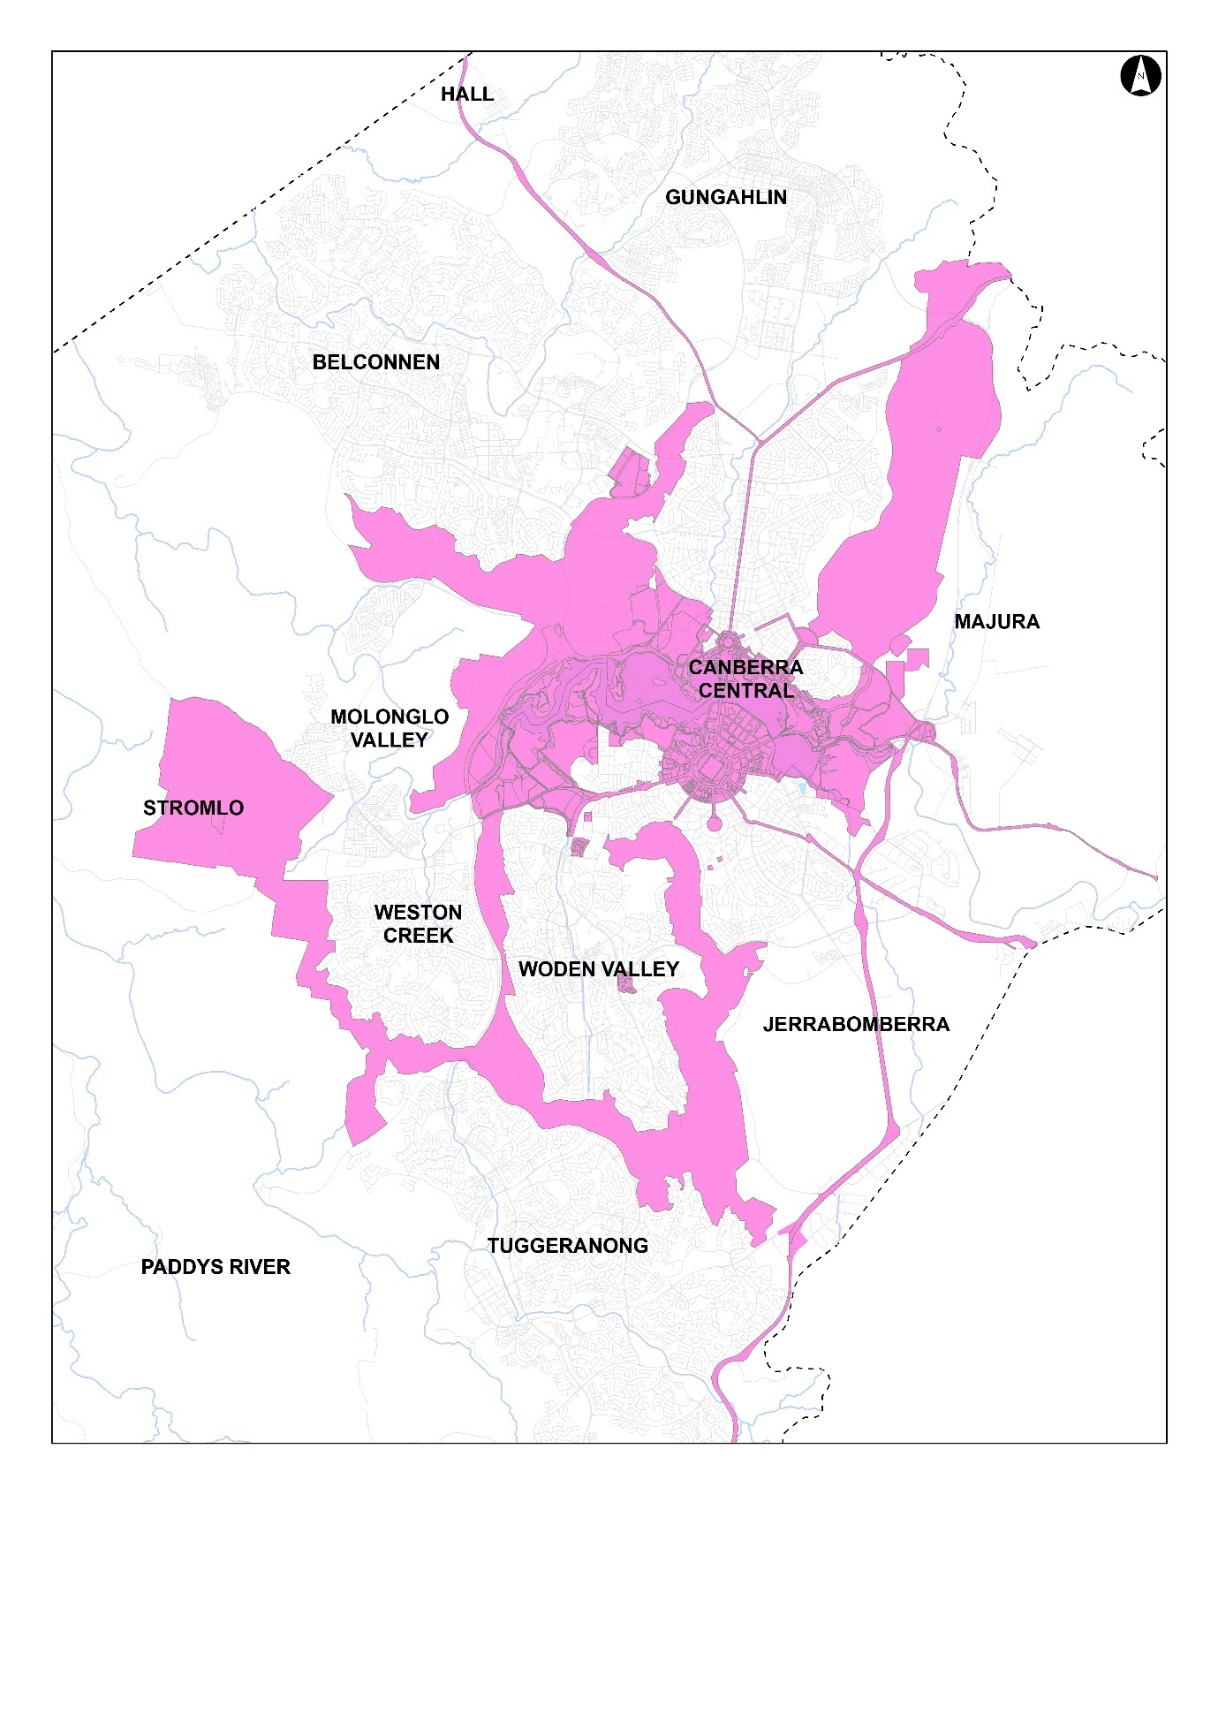 N
HALL
GUNGAHLIN
BELCONNEN
MAJURA
CANBERRA
CENTRAL
MOLONGLO
VALLEY
STROMLO
WESTON
CREEK
WODEN VALLEY
JERRABOMBERRA
TUGGERANONG
PADDYS RIVER